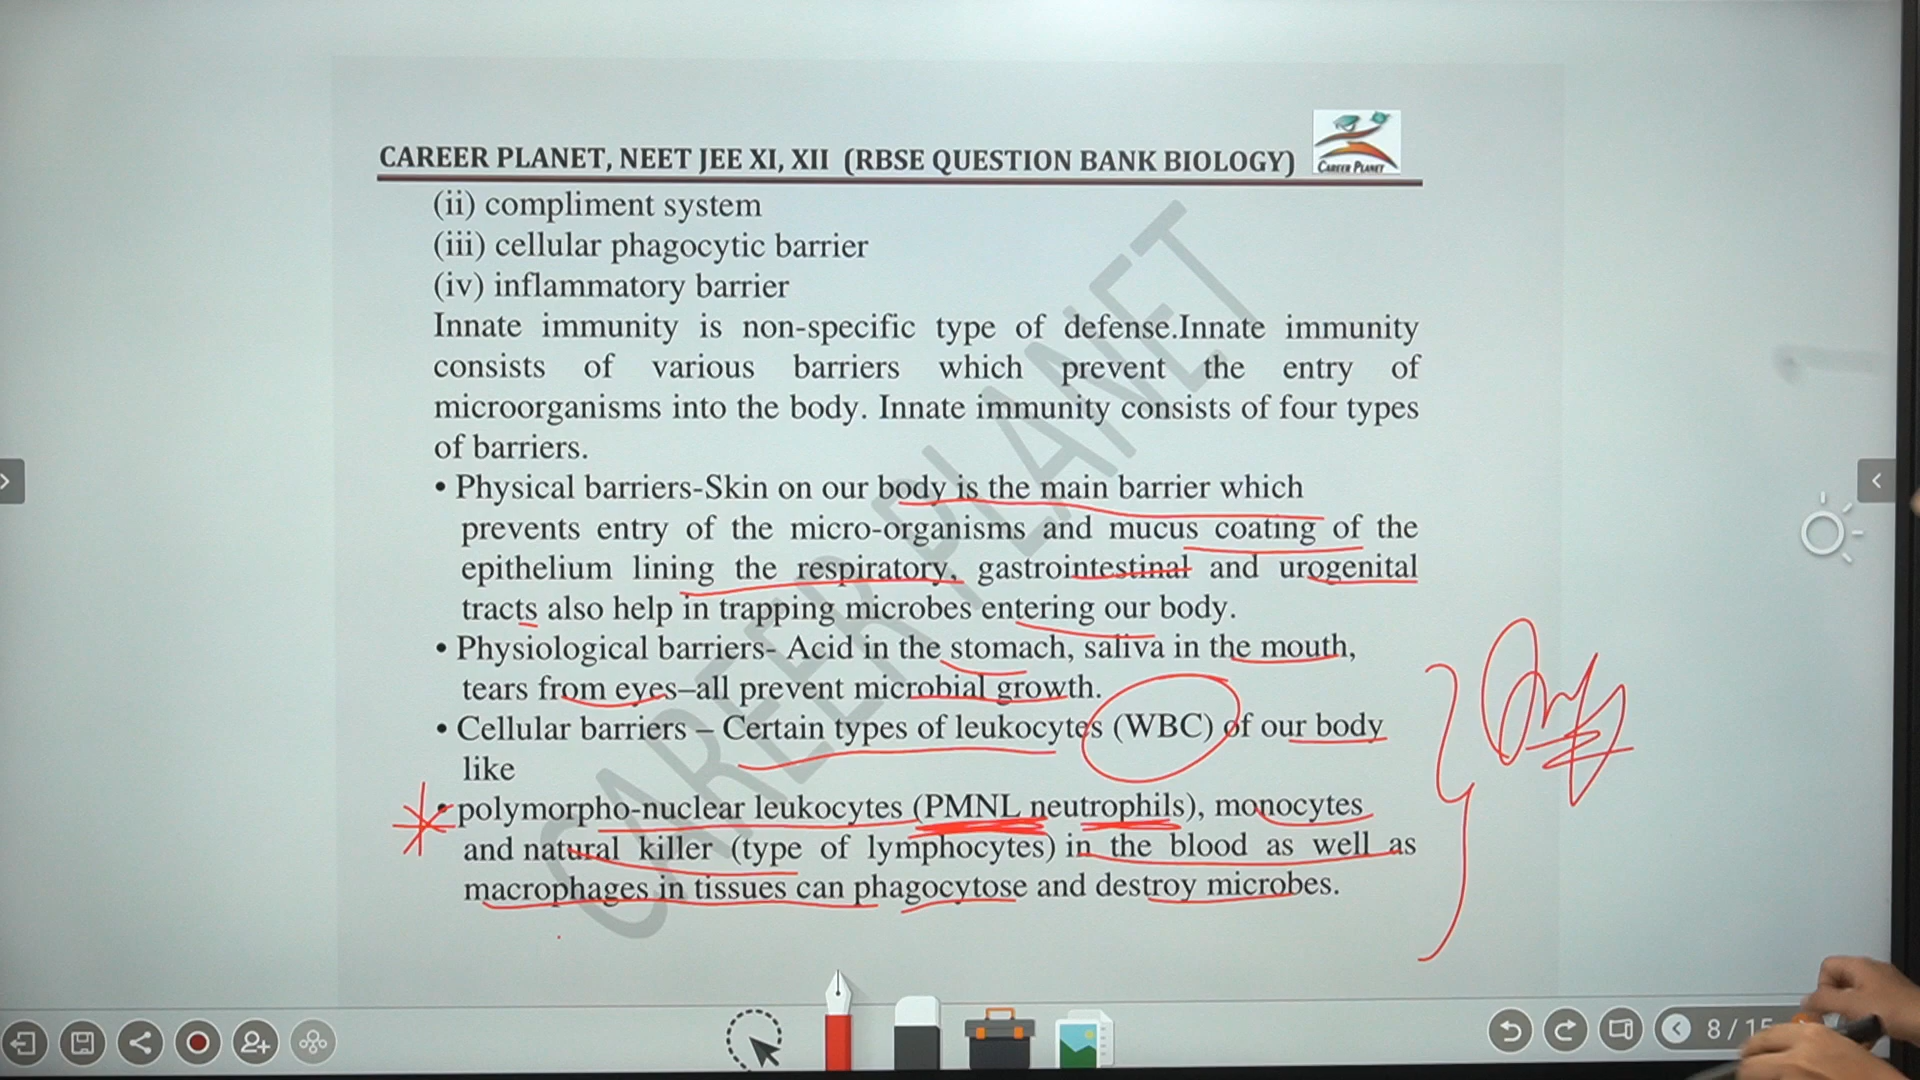 CAREER PLANET, NEET JEE XI, XII (RBSE QUESTION BANK BIOLOGY)
CAREER PLANET
(ii) compliment system
(iii) cellular phagocytic barrier
(iv) inflammatory barrier
Innate immunity is non-specific type of defense.Innate immunity
consists of various barriers which prevent the entry of
microorganisms into the body. Innate immunity consists of four types
of barriers.
• Physical barriers-Skin on our body is the main barrier which
prevents entry of the micro-organisms and mucus coating of the
epithelium lining the respiratory, gastrointestinal and urogenital
tracts also help in trapping microbes entering our body.
• Physiological barriers- Acid in the stomach, saliva in the mouth,
tears from eyes–all prevent microbial growth.
• Cellular barriers – Certain types of leukocytes (WBC) of our body
like
• polymorpho-nuclear leukocytes (PMNL neutrophils), monocytes
and natural killer (type of lymphocytes) in the blood as well as
macrophages in tissues can phagocytose and destroy microbes.
CAREER PLANET
8 / 15